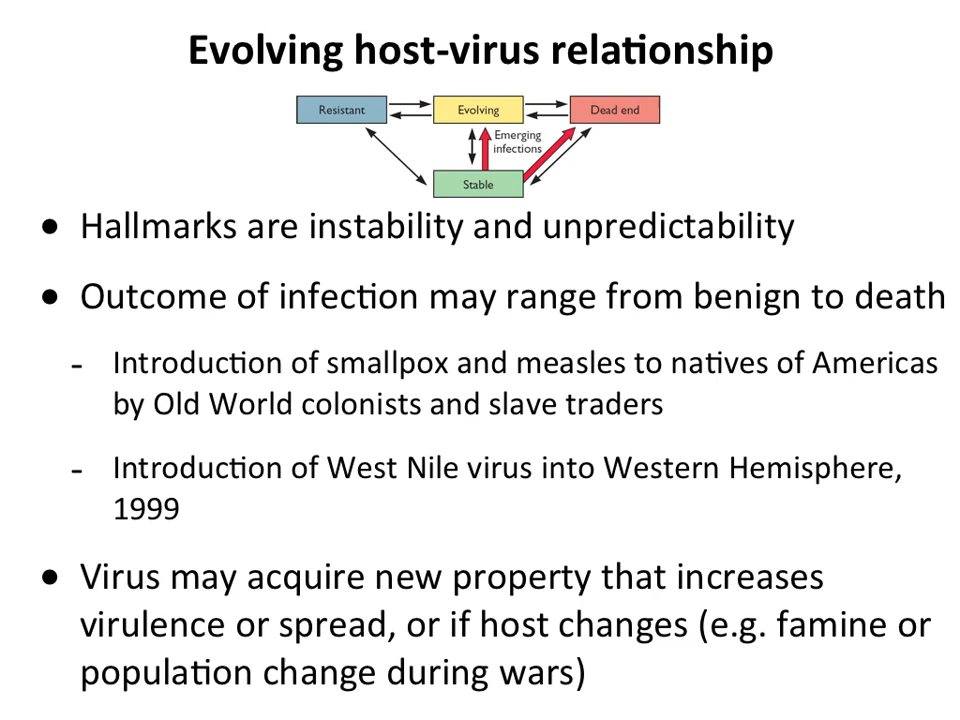 Evolving host-virus relationship
Resistant
Evolving
Dead end
Emerging
infections
Stable
• Hallmarks are instability and unpredictability
• Outcome of infection may range from benign to death
- Introduction of smallpox and measles to natives of Americas
by Old World colonists and slave traders
- Introduction of West Nile virus into Western Hemisphere,
1999
• Virus may acquire new property that increases
virulence or spread, or if host changes (e.g. famine or
population change during wars)